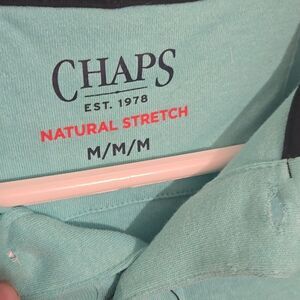 CHAPS
EST. 1978
NATURAL STRETCH
M/M/M